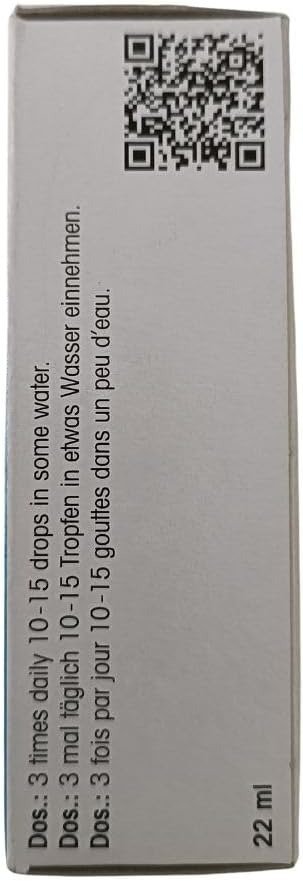 Dos.: 3 times daily 10-15 drops in some water.
Dos.: 3 mal täglich 10-15 Tropfen in etwas Wasser einnehmen.
Dos.: 3 fois par jour 10-15 gouttes dans un peu d'eau.
22 ml